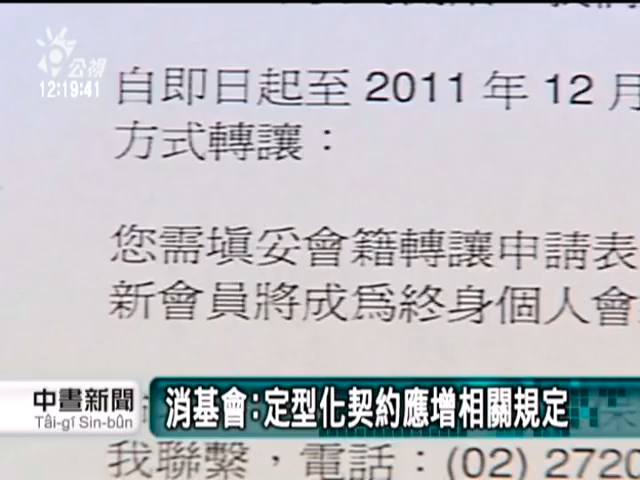 公視
12:19:41
自即日起至 2011 年 12 月
方式轉讓：
您需填妥會籍轉讓申請表
新會員將成為終身個人會
中晝新聞
Tâi-gí Sin-bûn
消基會：定型化契約應增相關規定
我聯繫，電話：(02) 2720